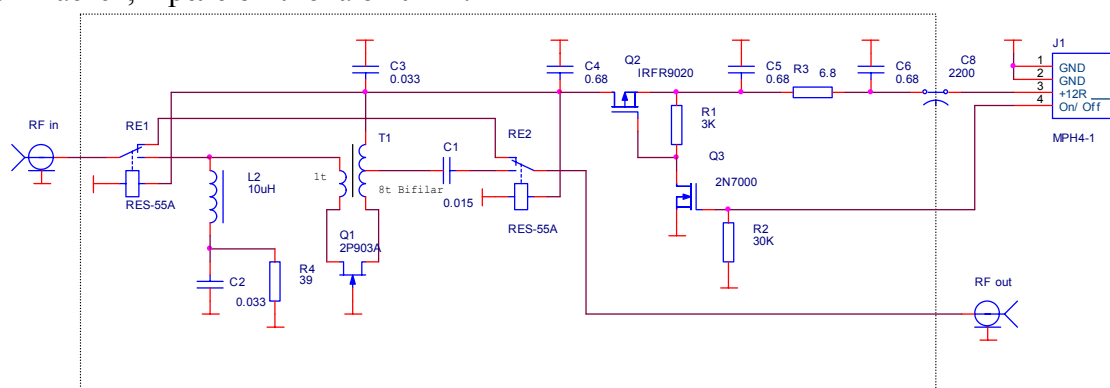 C3
0.033
C4
0.68
Q2
IRFR9020
C5
0.68
R3
6.8
C6
0.68
C8
2200
J1
1 GND
2 GND
3 +12R
4 On/ Off
MPH4-1
RF in
RE1
RES-55A
L2
10uH
1t
T1
8t Bifilar
C1
0.015
RE2
RES-55A
R1
3K
Q3
2N7000
R2
30K
Q1
2P903A
C2
0.033
R4
39
RF out